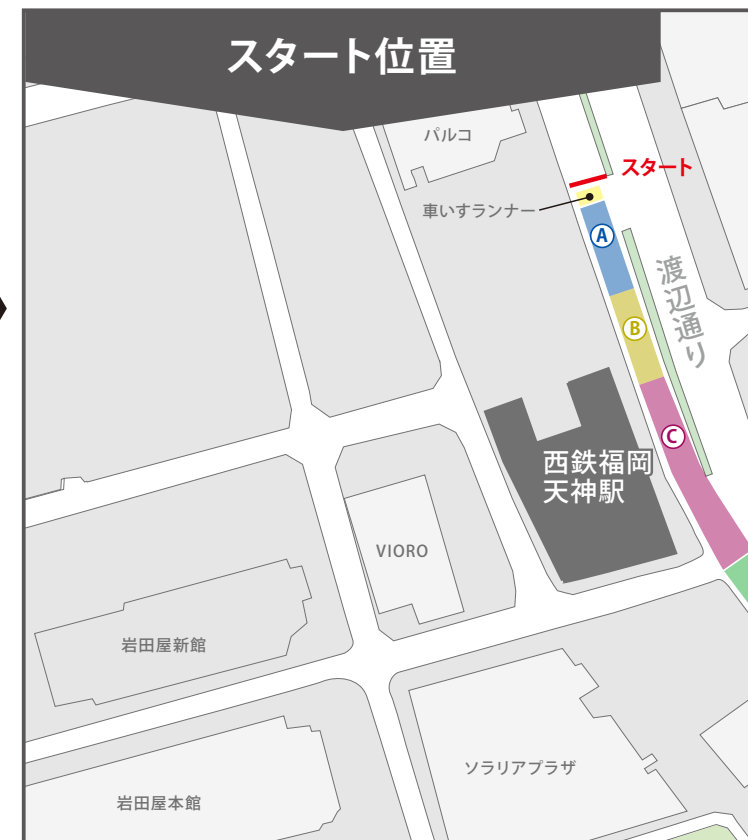 スタート位置
パルコ
スタート
車いすランナー
A
渡辺通り
B
C
西鉄福岡
天神駅
VIORO
岩田屋新館
ソラリアプラザ
岩田屋本館